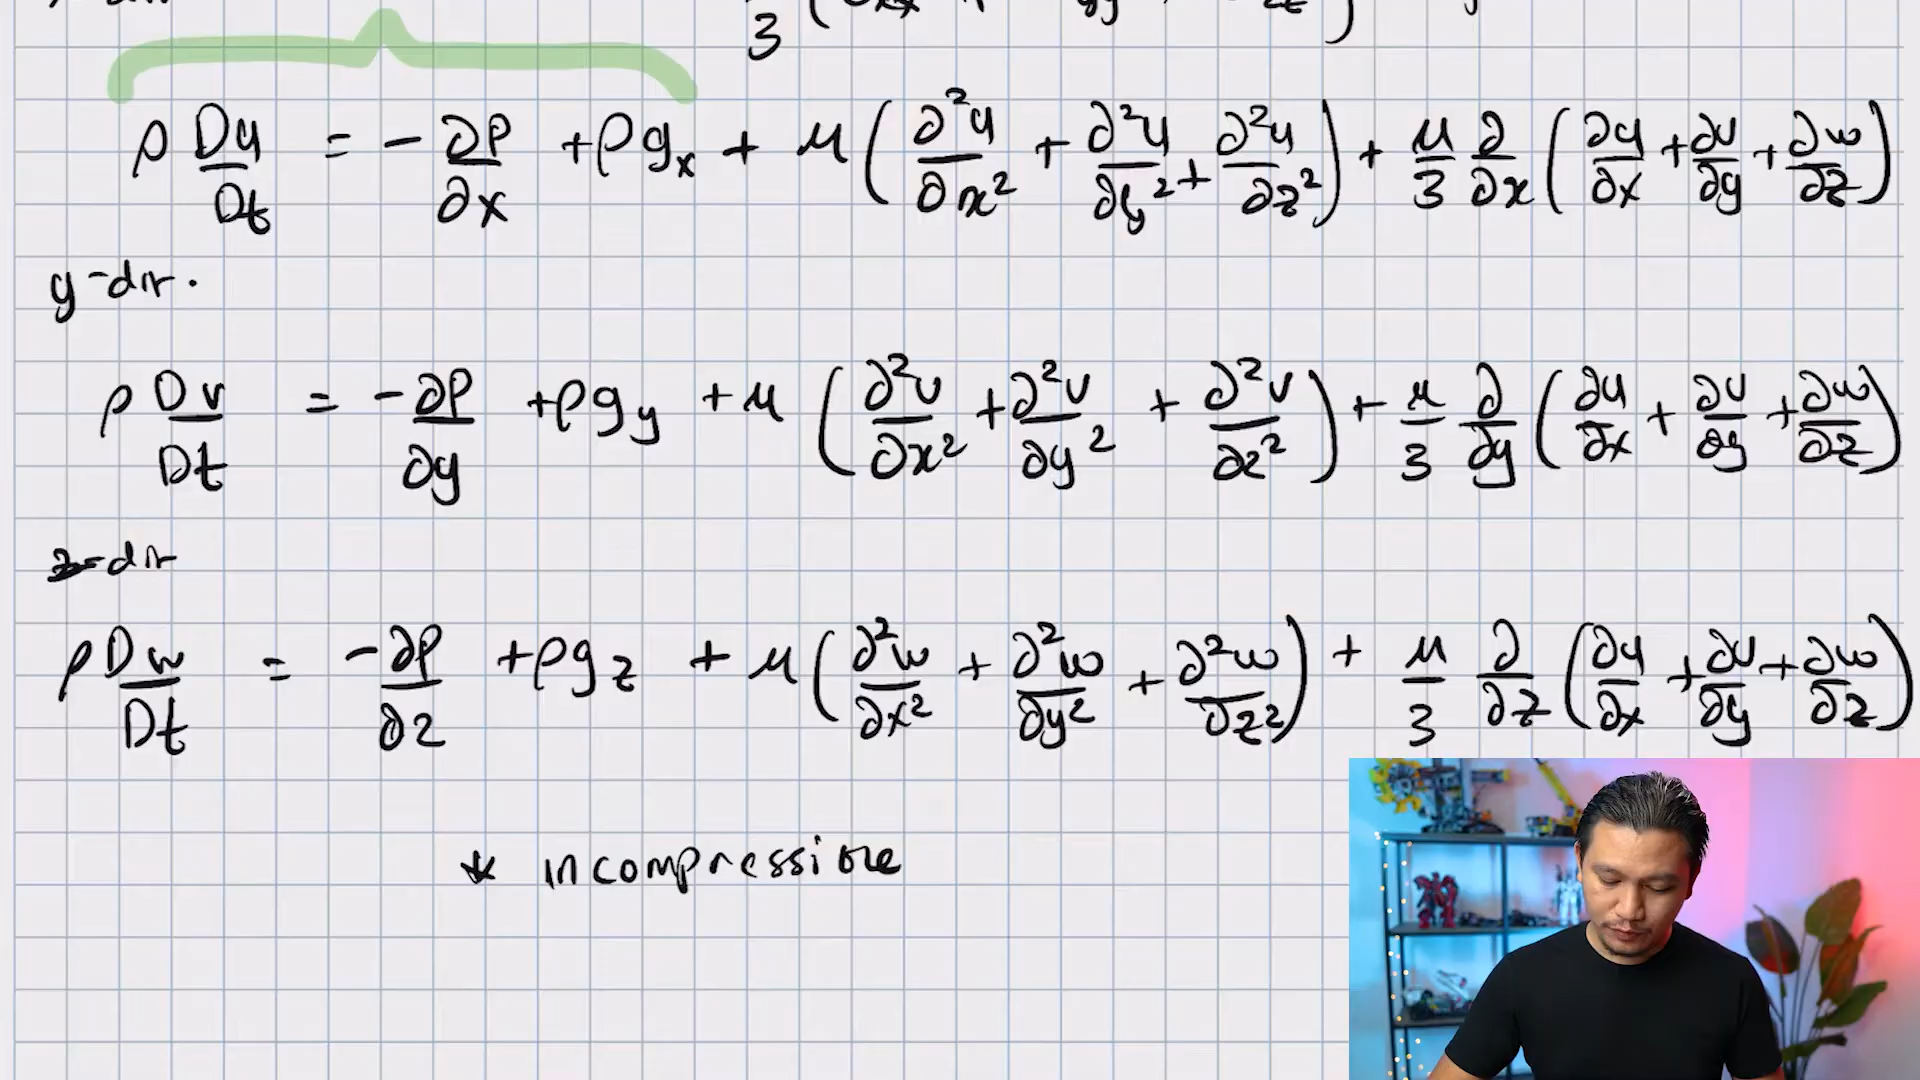 3
ρ Du/Dt = - ∂P/∂x + ρg_x + μ(∂²u/∂x² + ∂²u/∂y² + ∂²u/∂z²) + μ/3 ∂/∂x (∂u/∂x + ∂v/∂y + ∂w/∂z)
y-dir.
ρ Dv/Dt = -∂P/∂y + ρg_y + μ (∂²v/∂x² + ∂²v/∂y² + ∂²v/∂z²) + μ/3 ∂/∂y (∂u/∂x + ∂v/∂y + ∂w/∂z)
z-dir
ρ Dw/Dt = -∂P/∂z + ρg_z + μ(∂²w/∂x² + ∂²w/∂y² + ∂²w/∂z²) + μ/3 ∂/∂z (∂u/∂x + ∂v/∂y + ∂w/∂z)
* incompressible